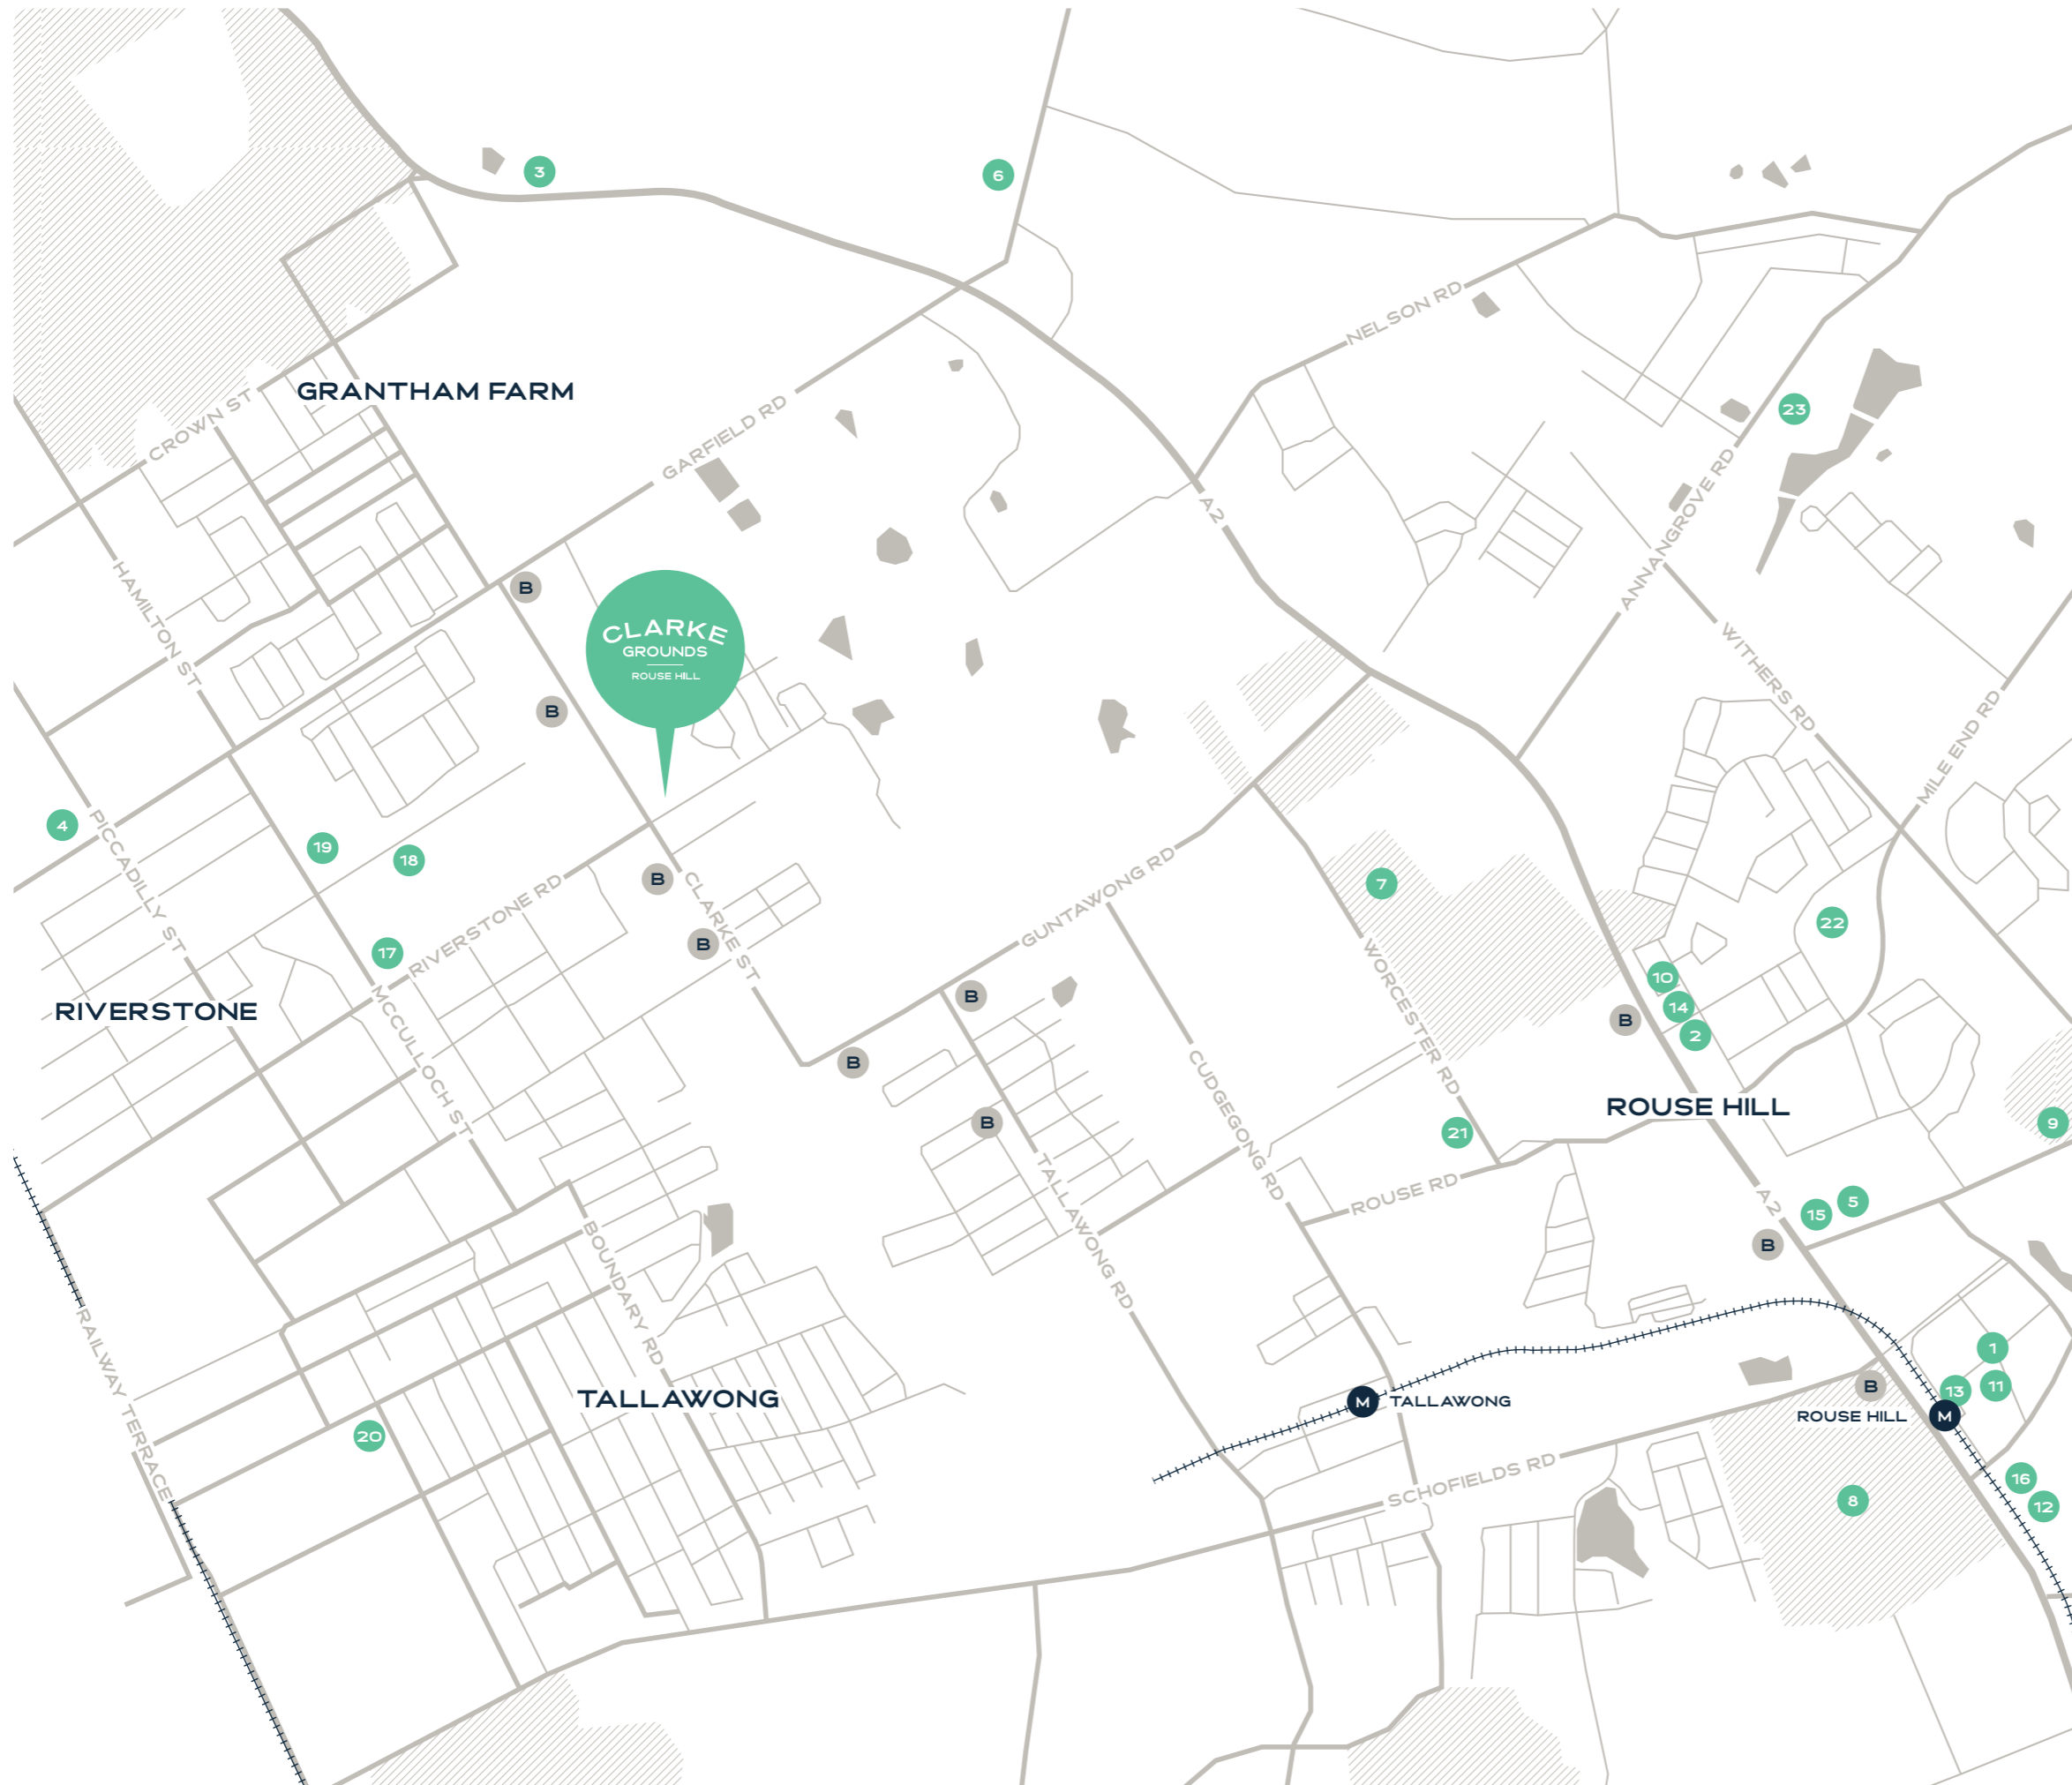 3
6
NELSON RD
GRANTHAM FARM
CROWN ST
GARFIELD RD
23
A2
ANNANGROVE RD
HAMILTON ST
B
CLARKE
GROUNDS
ROUSE HILL
B
WITHERS RD
MILE END RD
4
PICCADILLY ST
19
18
RIVERSTONE RD
B
CLARKE ST
GUNTAWONG RD
7
22
17
B
WORCESTER RD
10
14
2
B
RIVERSTONE
MCCULLOCH ST
B
B
CUDGEGONG RD
ROUSE HILL
B
21
9
TALLAWONG RD
ROUSE RD
A2
15
5
B
BOUNDARY RD
RAILWAY TERRACE
1
TALLAWONG
M
TALLAWONG
B
13
11
ROUSE HILL
M
20
SCHOFIELDS RD
16
8
12